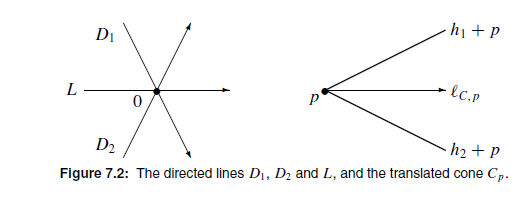 D₁
h₁ + p
L
0
p
ℓ_C,p
D₂
h₂ + p
Figure 7.2: The directed lines D₁, D₂ and L, and the translated cone Cₚ.